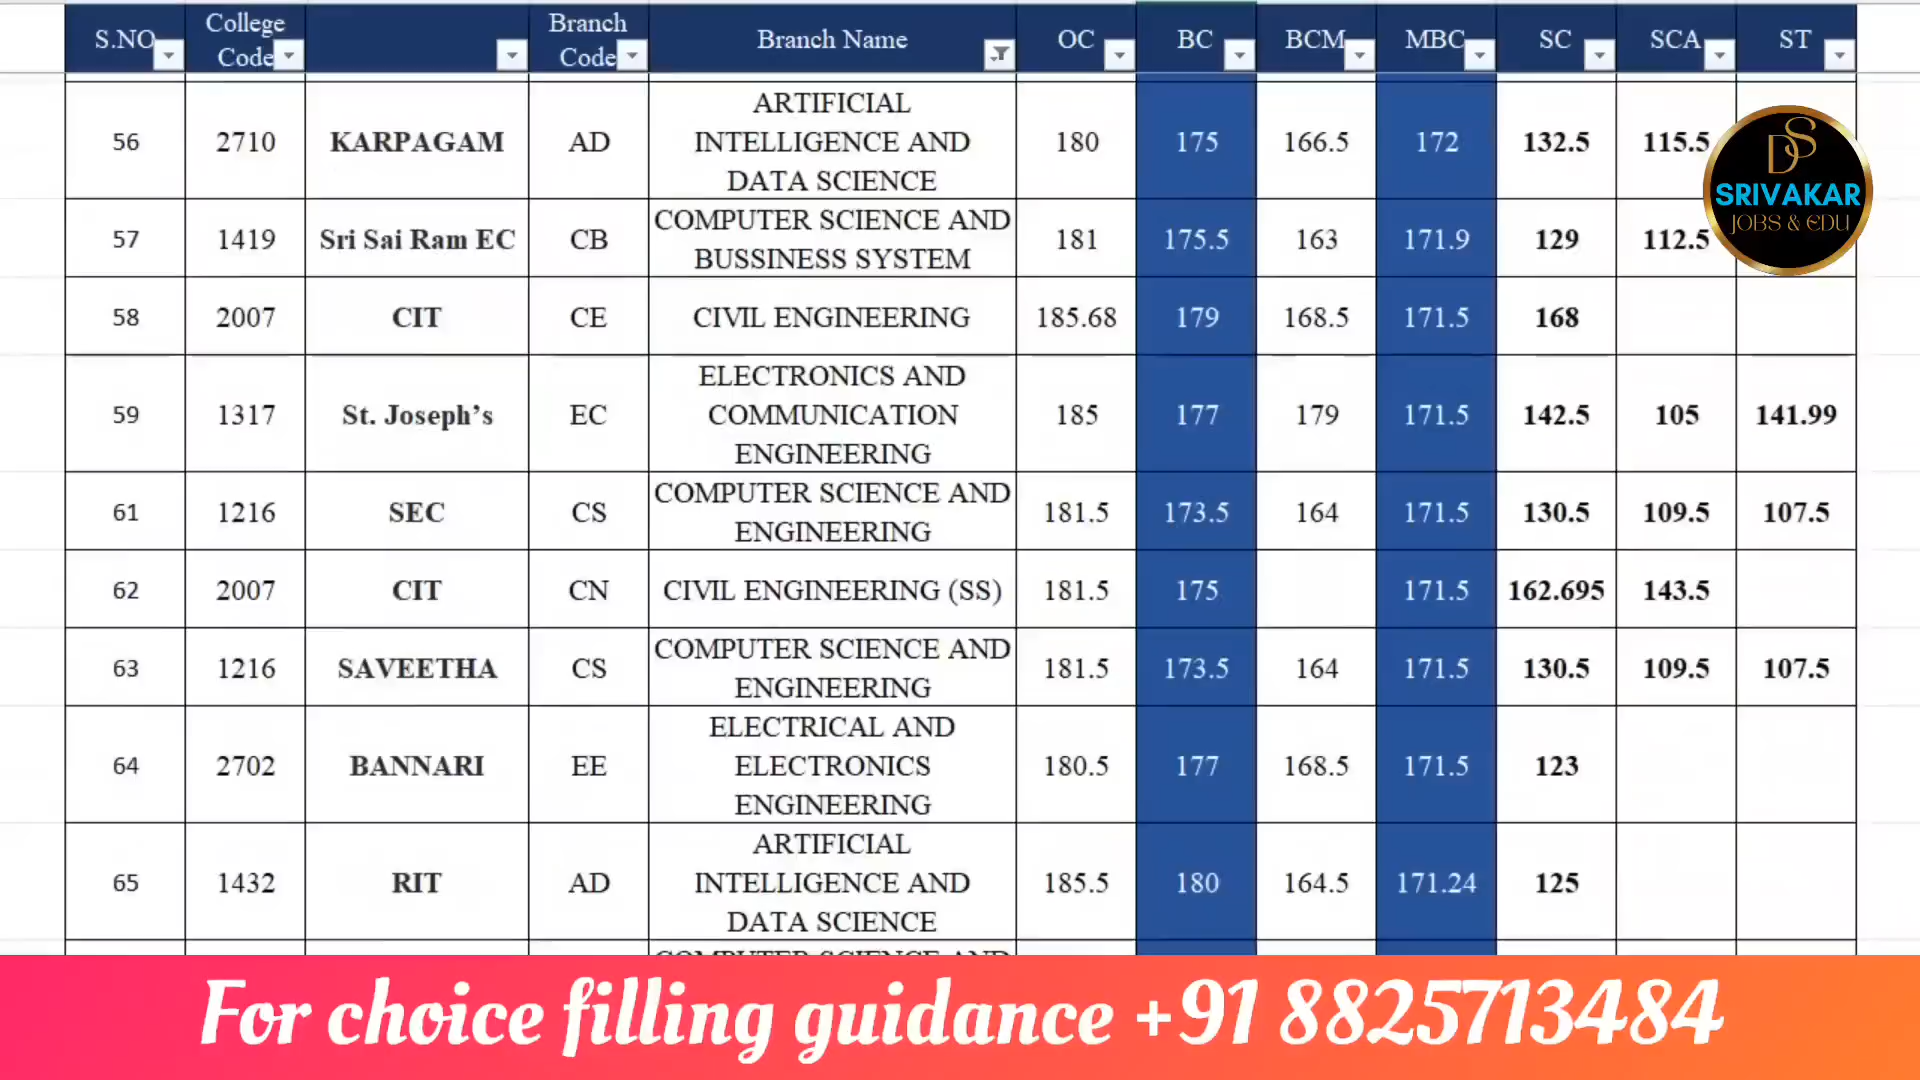 S.NO College Code Branch Code Branch Name OC BC BCM MBC SC SCA ST
56 2710 KARPAGAM AD ARTIFICIAL INTELLIGENCE AND DATA SCIENCE 180 175 166.5 172 132.5 115.5
57 1419 Sri Sai Ram EC CB COMPUTER SCIENCE AND BUSSINESS SYSTEM 181 175.5 163 171.9 129 112.5
58 2007 CIT CE CIVIL ENGINEERING 185.68 179 168.5 171.5 168
59 1317 St. Joseph’s EC ELECTRONICS AND COMMUNICATION ENGINEERING 185 177 179 171.5 142.5 105 141.99
61 1216 SEC CS COMPUTER SCIENCE AND ENGINEERING 181.5 173.5 164 171.5 130.5 109.5 107.5
62 2007 CIT CN CIVIL ENGINEERING (SS) 181.5 175 171.5 162.695 143.5
63 1216 SAVEETHA CS COMPUTER SCIENCE AND ENGINEERING 181.5 173.5 164 171.5 130.5 109.5 107.5
64 2702 BANNARI EE ELECTRICAL AND ELECTRONICS ENGINEERING 180.5 177 168.5 171.5 123
65 1432 RIT AD ARTIFICIAL INTELLIGENCE AND DATA SCIENCE 185.5 180 164.5 171.24 125
DS
SRIVAKAR
JOBS & EDU
For choice filling guidance +91 8825713484